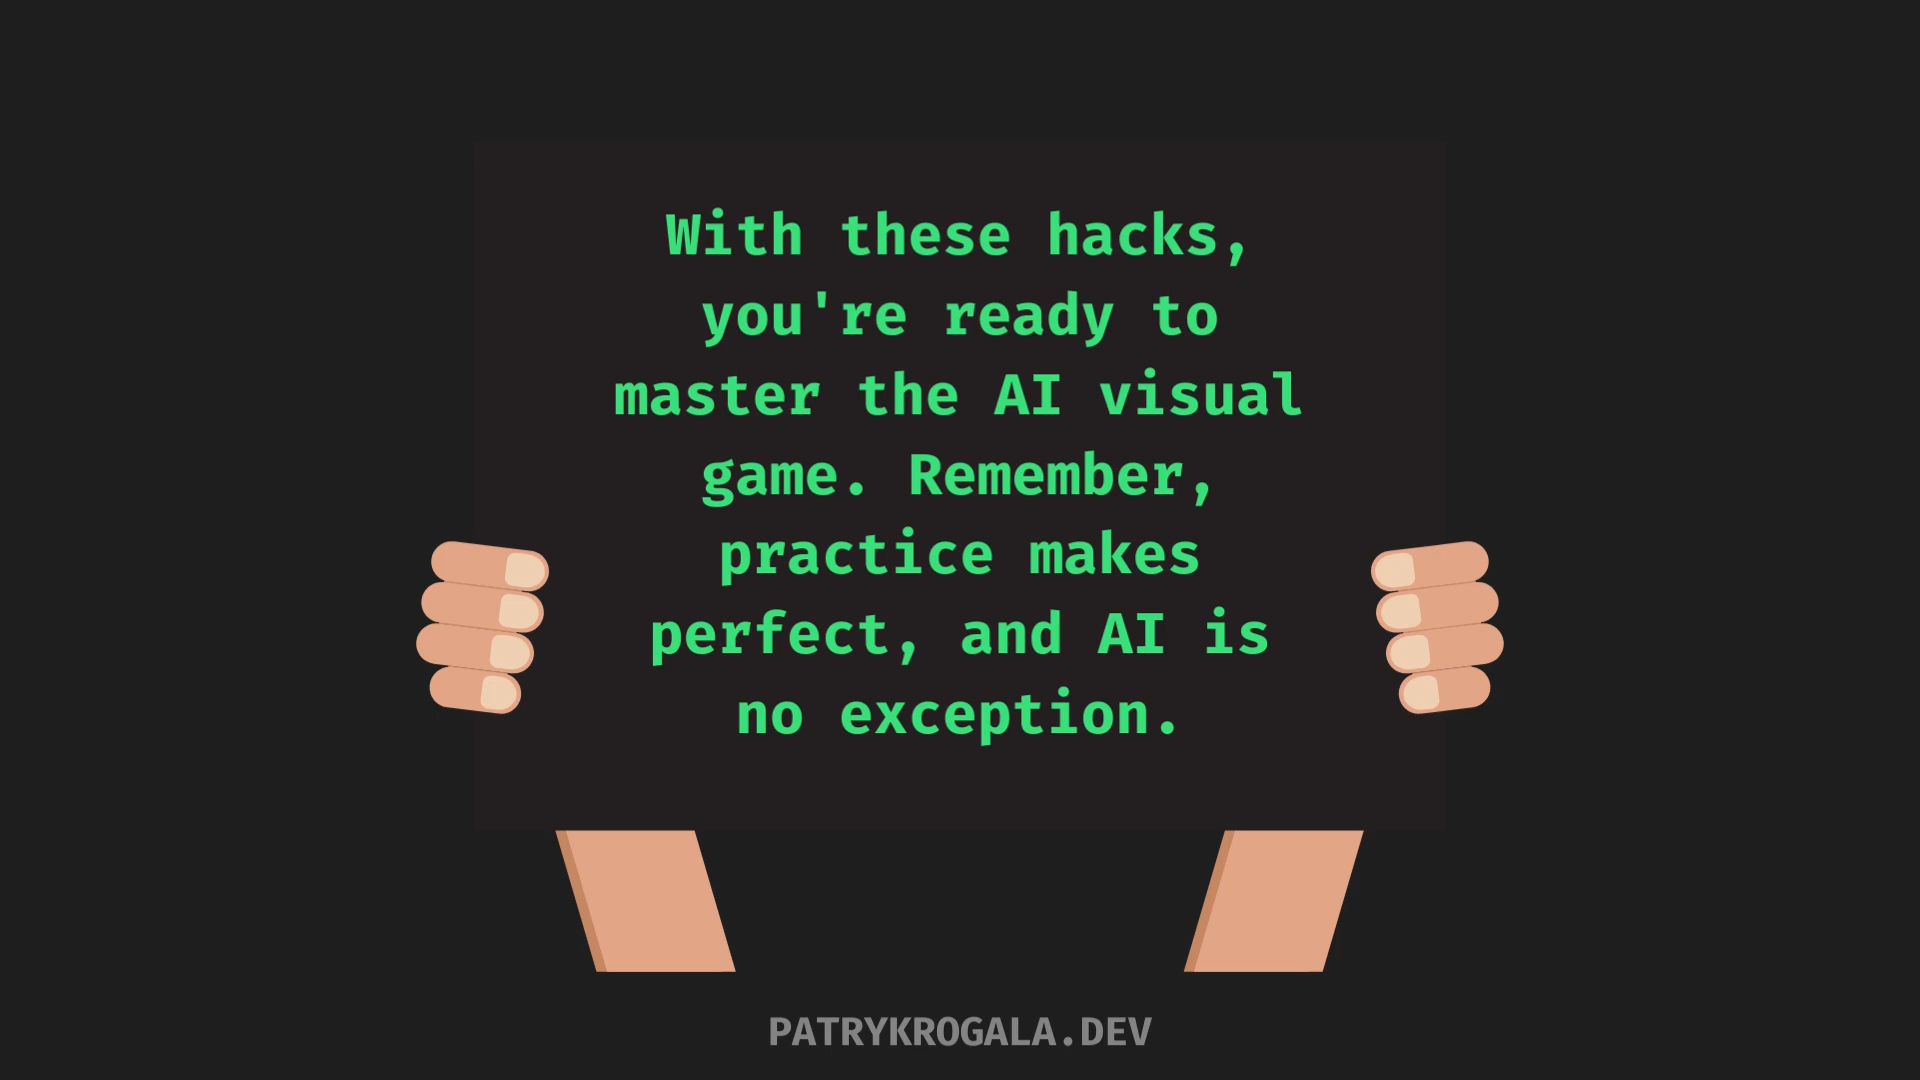 With these hacks,
you're ready to
master the AI visual
game. Remember,
practice makes
perfect, and AI is
no exception.
PATRYKROGALA.DEV